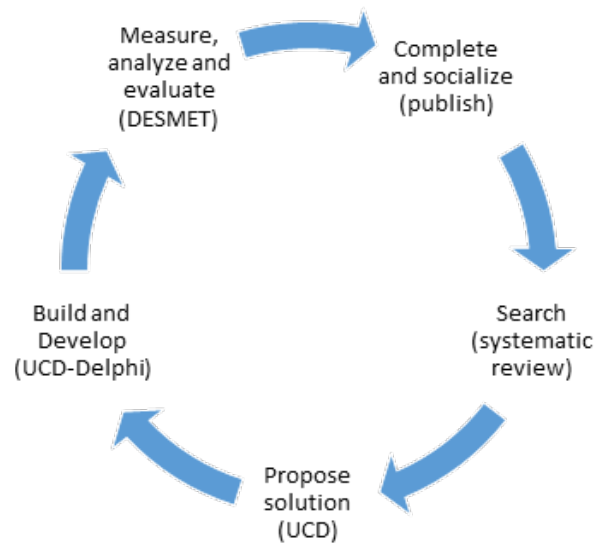 Measure,
analyze and
evaluate
(DESMET)
Complete
and socialize
(publish)
Search
(systematic
review)
Propose
solution
(UCD)
Build and
Develop
(UCD-Delphi)